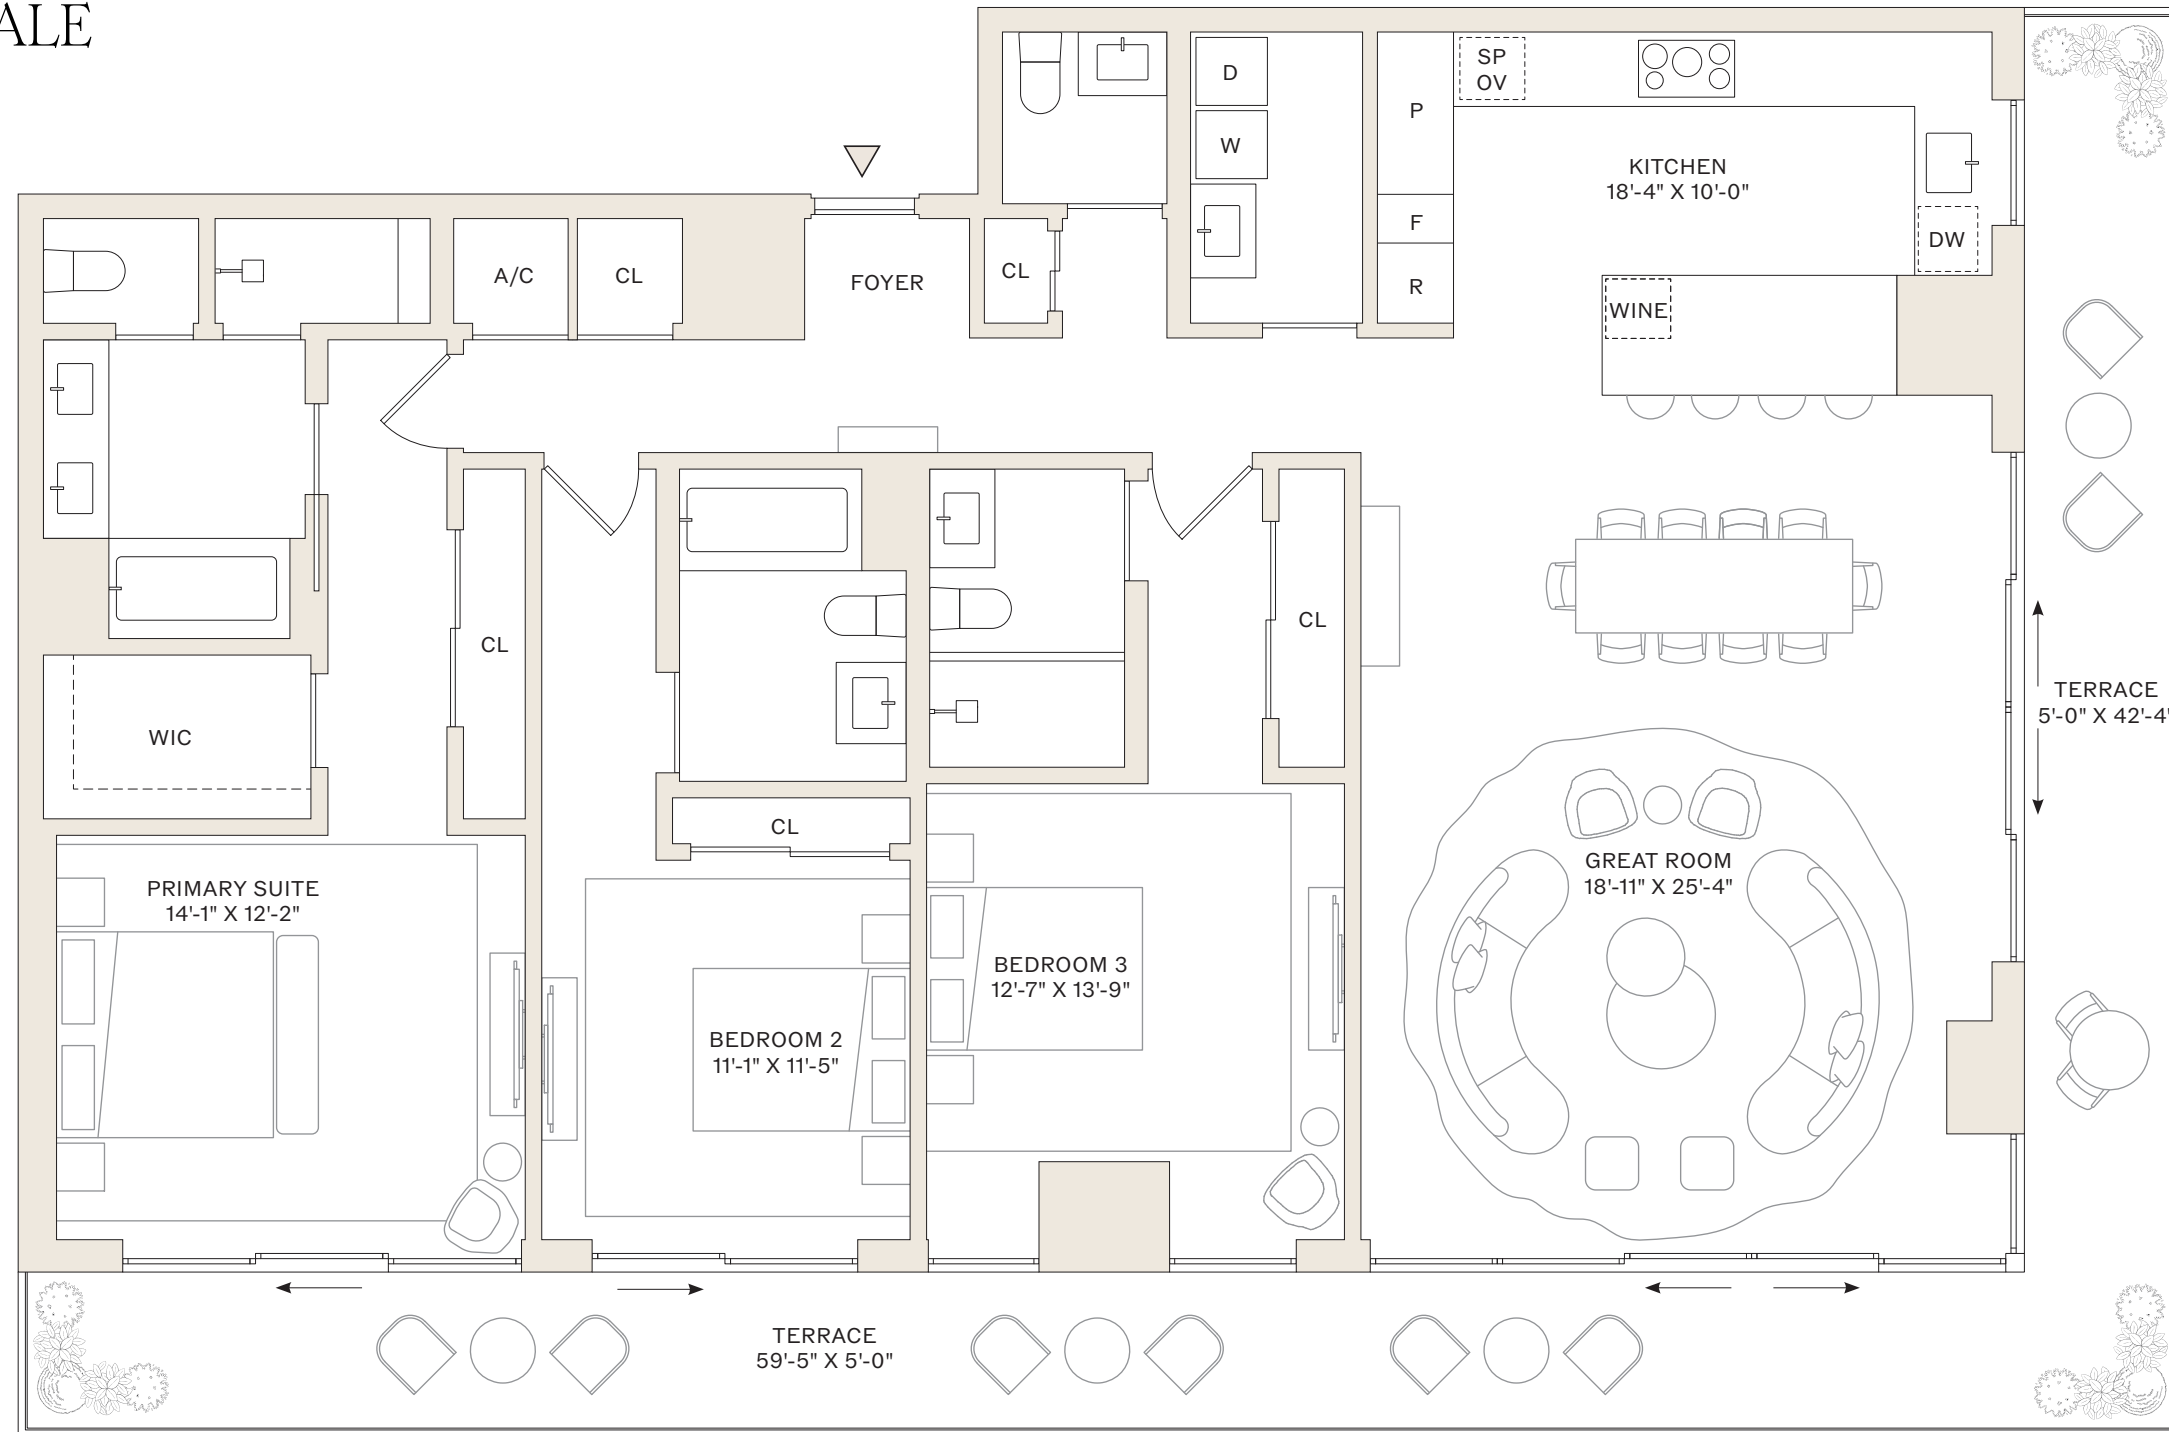 ALE
D
W
P
F
R
SP
OV
KITCHEN
18'-4" X 10'-0"
DW
WINE
A/C
CL
FOYER
CL
CL
CL
WIC
CL
TERRACE
5'-0" X 42'-4"
PRIMARY SUITE
14'-1" X 12'-2"
BEDROOM 2
11'-1" X 11'-5"
BEDROOM 3
12'-7" X 13'-9"
GREAT ROOM
18'-11" X 25'-4"
TERRACE
59'-5" X 5'-0"